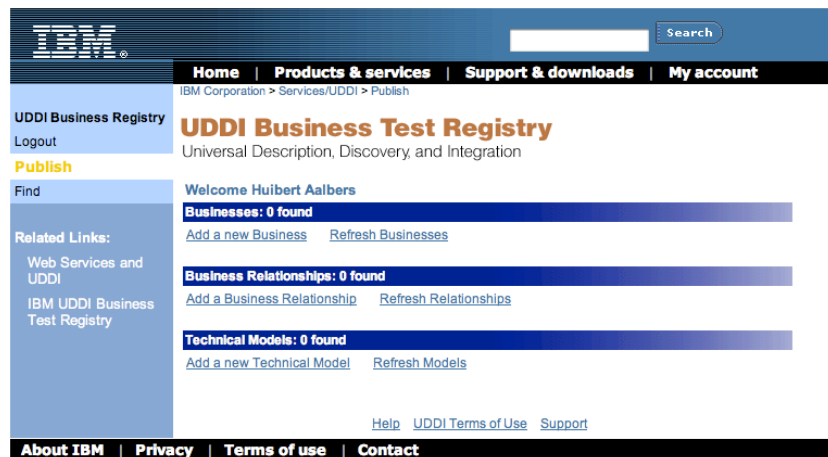 IBM®
Search
Home | Products & services | Support & downloads | My account
IBM Corporation > Services/UDDI > Publish
UDDI Business Registry
Logout
Publish
Find
Related Links:
Web Services and
UDDI
IBM UDDI Business
Test Registry
UDDI Business Test Registry
Universal Description, Discovery, and Integration
Welcome Huibert Aalbers
Businesses: 0 found
Add a new Business Refresh Businesses
Business Relationships: 0 found
Add a Business Relationship Refresh Relationships
Technical Models: 0 found
Add a new Technical Model Refresh Models
Help UDDI Terms of Use Support
About IBM | Privacy | Terms of use | Contact